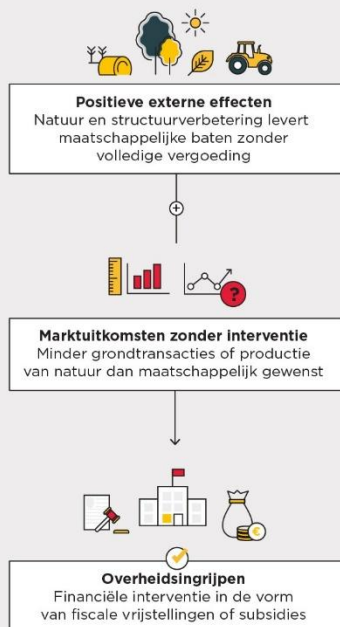 Positieve externe effecten
Natuur en structuurverbetering levert
maatschappelijke baten zonder
volledige vergoeding
+
?
Marktuitkomsten zonder interventie
Minder grondtransacties of productie
van natuur dan maatschappelijk gewenst
€
Overheidsingrijpen
Financiële interventie in de vorm
van fiscale vrijstellingen of subsidies